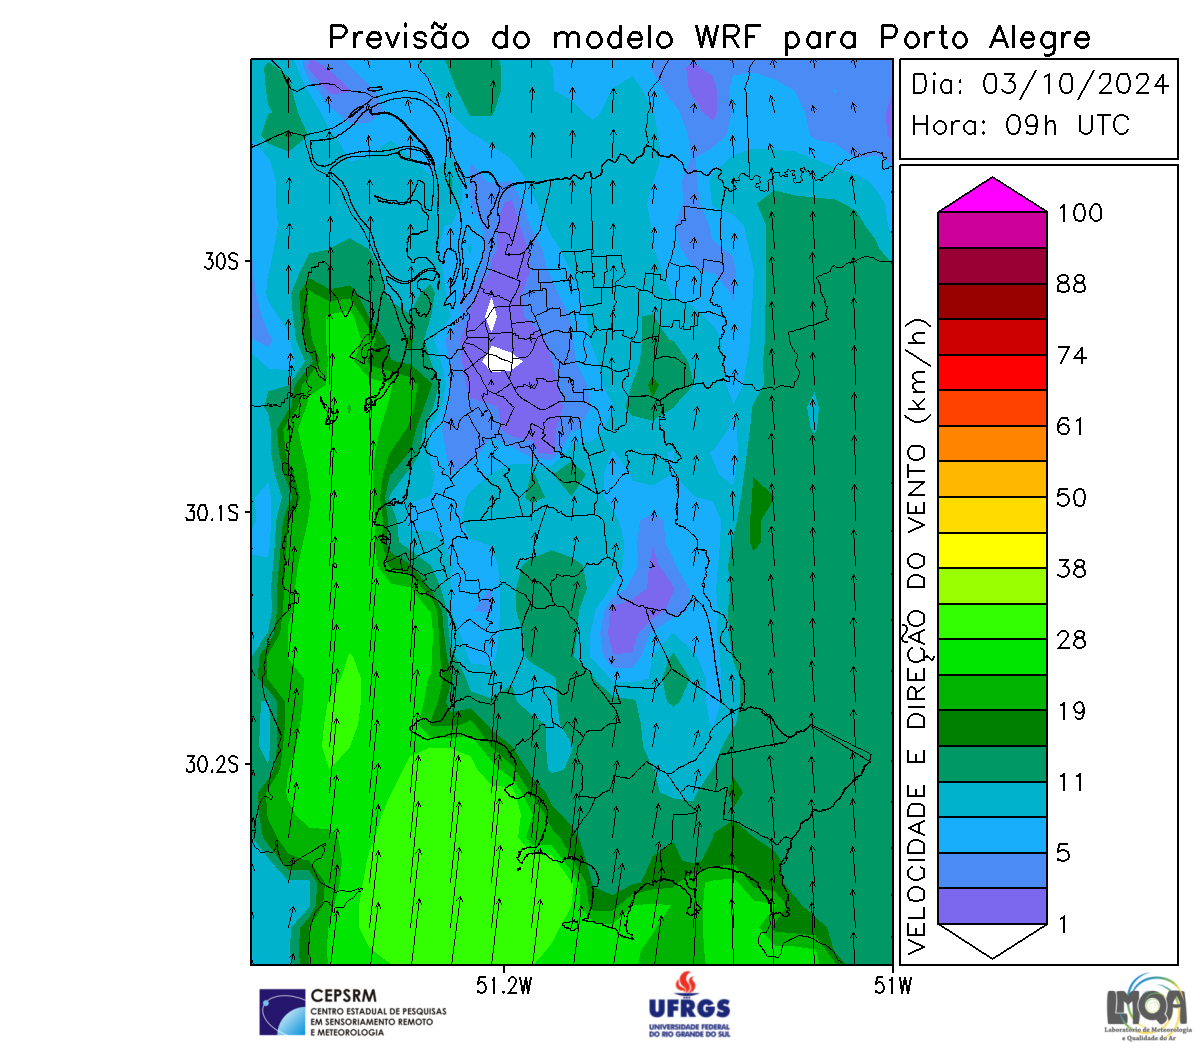 Previsão do modelo WRF para Porto Alegre
Dia: 03/10/2024
Hora: 09h UTC
30S
30.1S
30.2S
51.2W
51W
VELOCIDADE E DIREÇÃO DO VENTO (km/h)
100
88
74
61
50
38
28
19
11
5
1
CEPSRM
CENTRO ESTADUAL DE PESQUISAS
EM SENSORIAMENTO REMOTO
E METEOROLOGIA
UFRGS
UNIVERSIDADE FEDERAL
DO RIO GRANDE DO SUL
LMQA
Laboratório de Meteorologia
e Qualidade do Ar